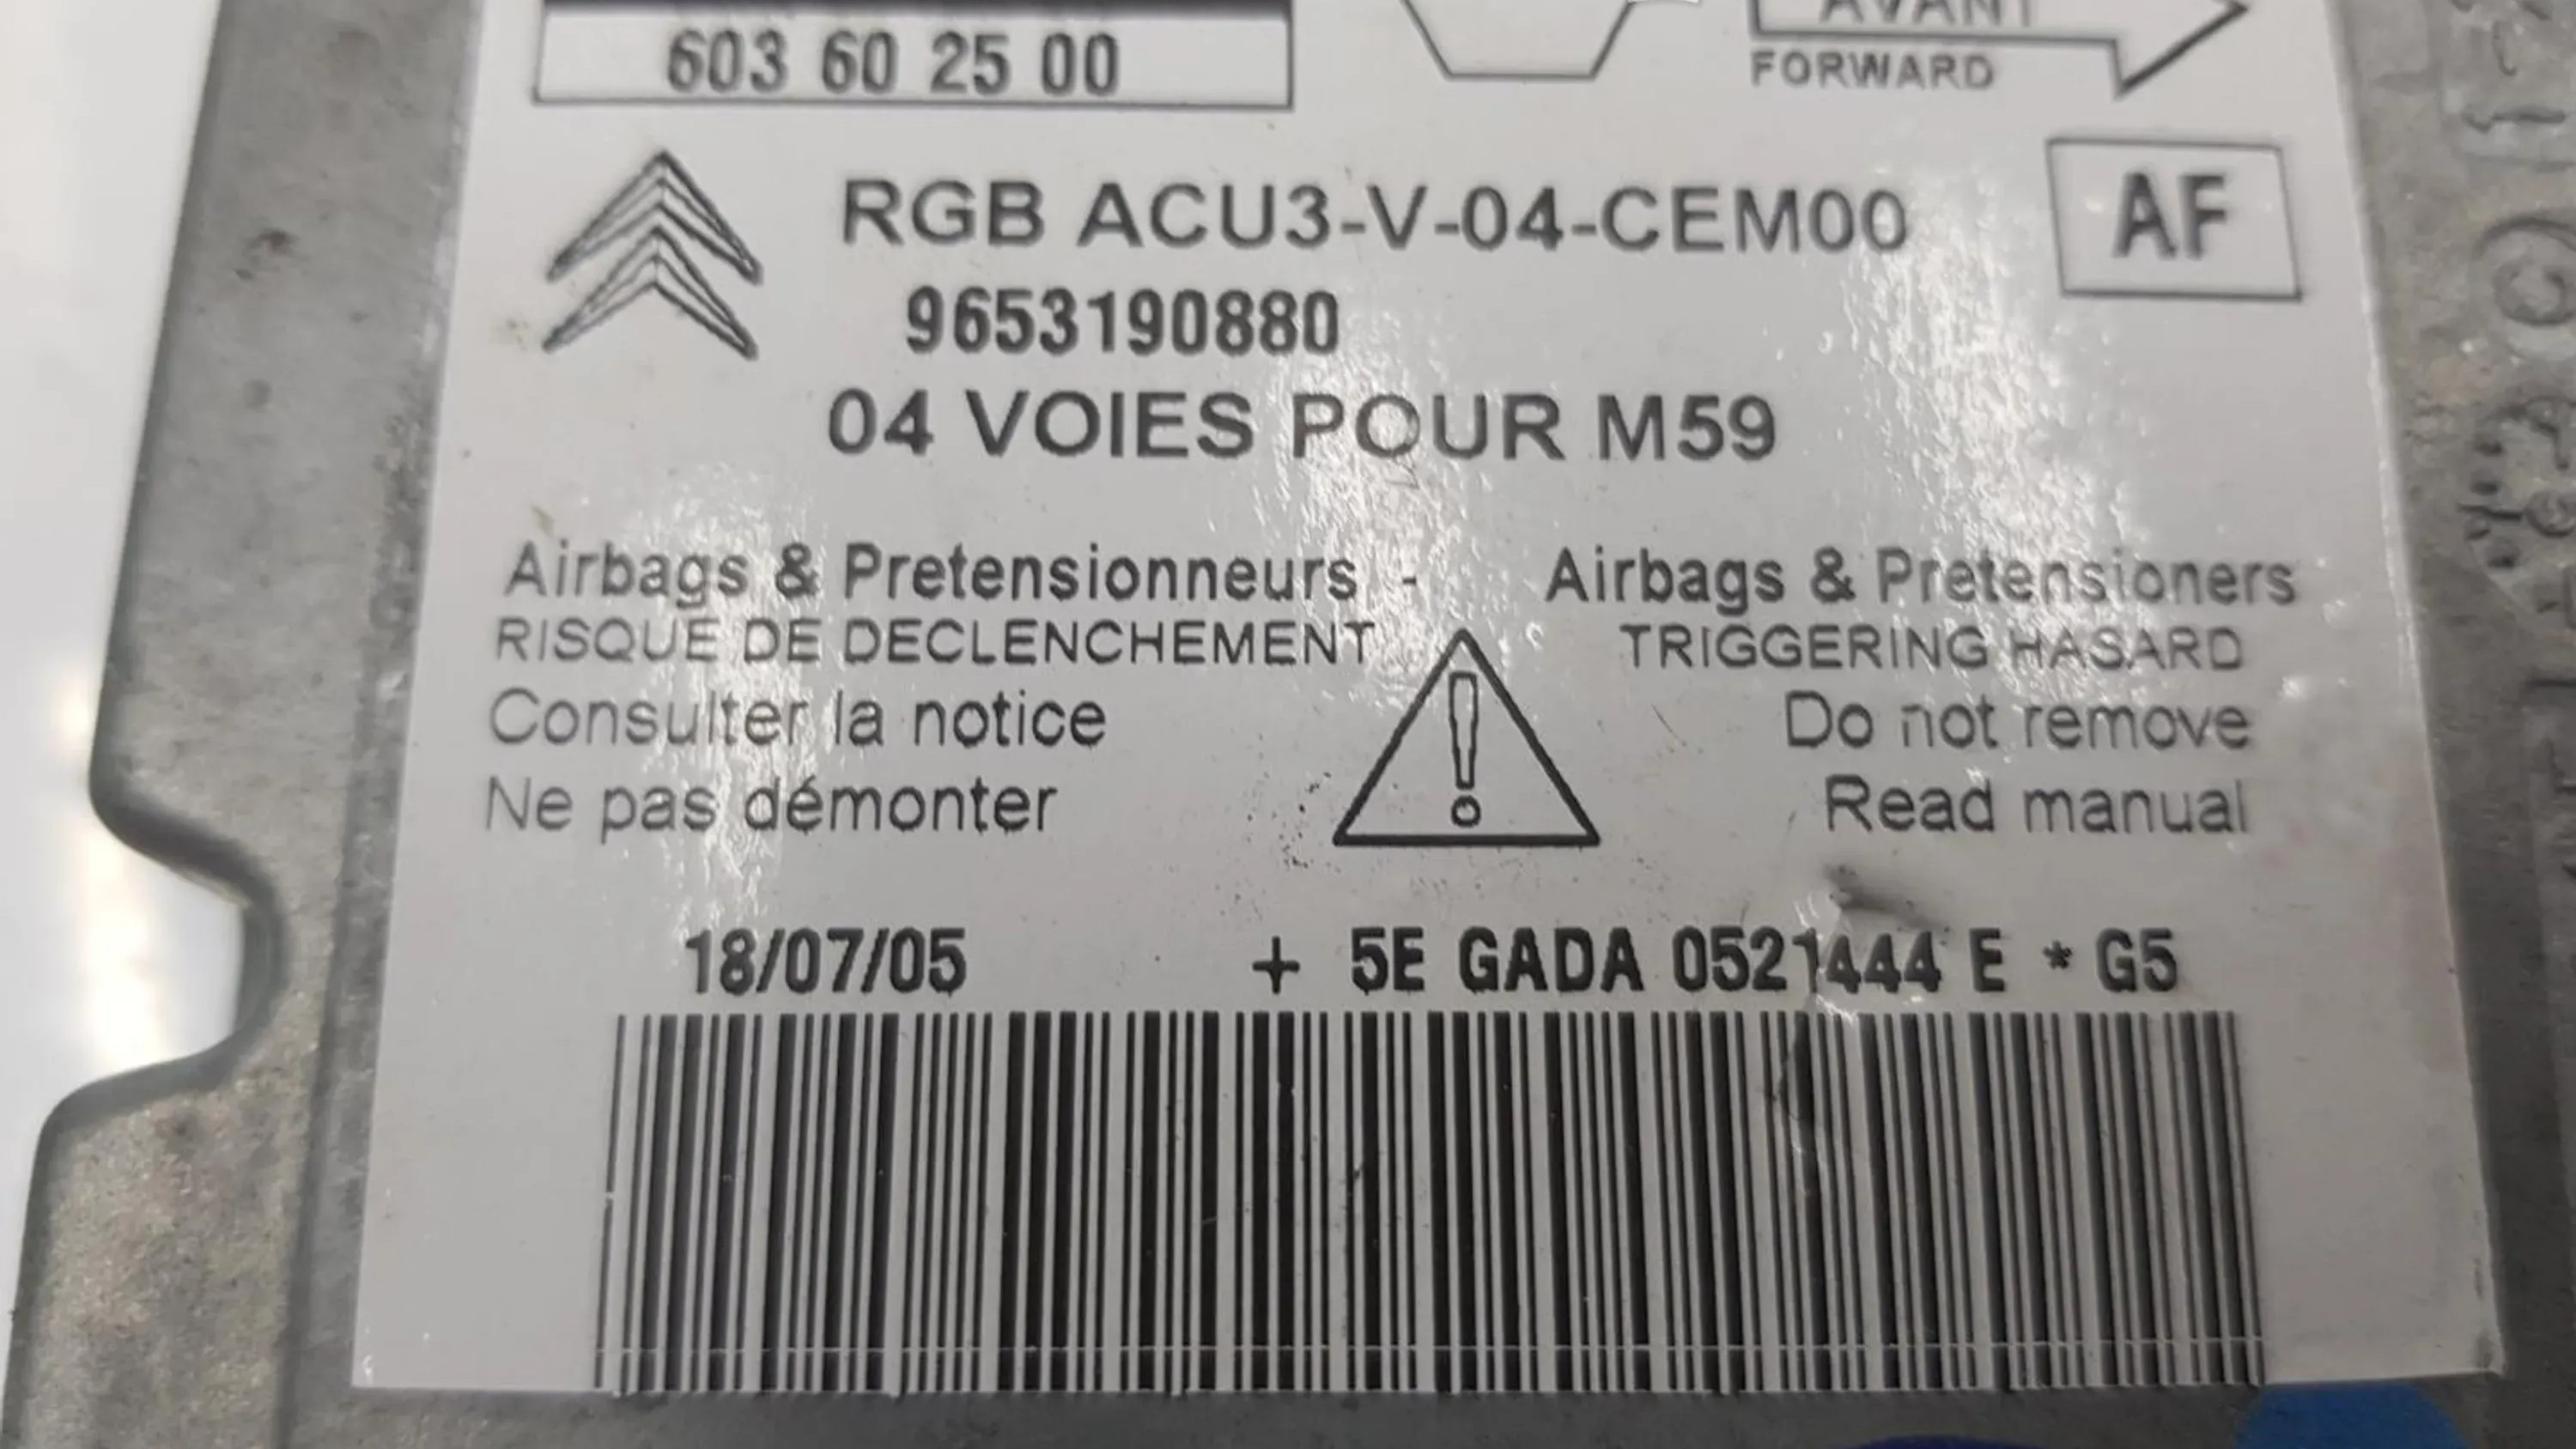 603 60 25 00
AVANT
FORWARD
RGB ACU3-V-04-CEM00
AF
9653190880
04 VOIES POUR M59
Airbags & Pretensionneurs - Airbags & Pretensioners
RISQUE DE DECLENCHEMENT
TRIGGERING HASARD
Consulter la notice
Do not remove
Ne pas démonter
Read manual
18/07/05 + 5E GADA 0521444 E * G5